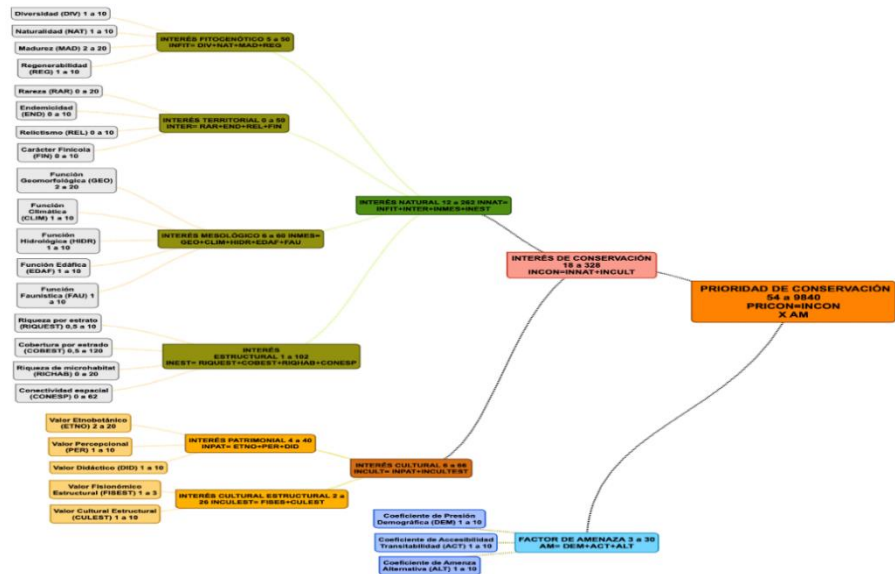 Diversidad (DIV) 1 a 10
Naturalidad (NAT) 1 a 10
Madurez (MAD) 2 a 20
Regenerabilidad
(REG) 1 a 10
INTERÉS FITOCENÓTICO 5 a 50
INFIT= DIV+NAT+MAD+REG
Rareza (RAR) 0 a 20
Endemicidad
(END) 0 a 10
Relictismo (REL) 0 a 10
Carácter Finícola
(FIN) 0 a 10
INTERÉS TERRITORIAL 0 a 50
INTER= RAR+END+REL+FIN
Función
Geomorfológica (GEO)
2 a 20
Función
Climática
(CLIM) 1 a 10
Función
Hidrológica (HIDR)
1 a 10
Función Edáfica
(EDAF) 1 a 10
Función
Faunística (FAU) 1
a 10
INTERÉS MESOLÓGICO 6 a 60 INMES=
GEO+CLIM+HIDR+EDAF+FAU
Riqueza por estrato
(RIQUEST) 0,5 a 10
Cobertura por estrado
(COBEST) 0,5 a 120
Riqueza de microhabitat
(RICHAB) 0 a 20
Conectividad espacial
(CONESP) 0 a 62
INTERÉS
ESTRUCTURAL 1 a 102
INEST= RIQUEST+COBEST+RIQHAB+CONESP
INTERÉS NATURAL 12 a 262 INNAT=
INFIT+INTER+INMES+INEST
Valor Etnobotánico
(ETNO) 2 a 20
Valor Percepcional
(PER) 1 a 10
Valor Didáctico (DID) 1 a 10
INTERÉS PATRIMONIAL 4 a 40
INPAT= ETNO+PER+DID
Valor Fisionómico
Estructural (FISEST) 1 a 3
Valor Cultural Estructural
(CULEST) 1 a 10
INTERÉS CULTURAL ESTRUCTURAL 2 a
26 INCULEST= FISES+CULEST
INTERÉS CULTURAL 6 a 66
INCULT= INPAT+INCULTEST
INTERÉS DE CONSERVACIÓN
18 a 328
INCON=INNAT+INCULT
PRIORIDAD DE CONSERVACIÓN
54 a 9840
PRICON=INCON
X AM
Coeficiente de Presión
Demográfica (DEM) 1 a 10
Coeficiente de Accesibilidad
Transitabilidad (ACT) 1 a 10
Coeficiente de Amenza
Alternativa (ALT) 1 a 10
FACTOR DE AMENAZA 3 a 30
AM= DEM+ACT+ALT